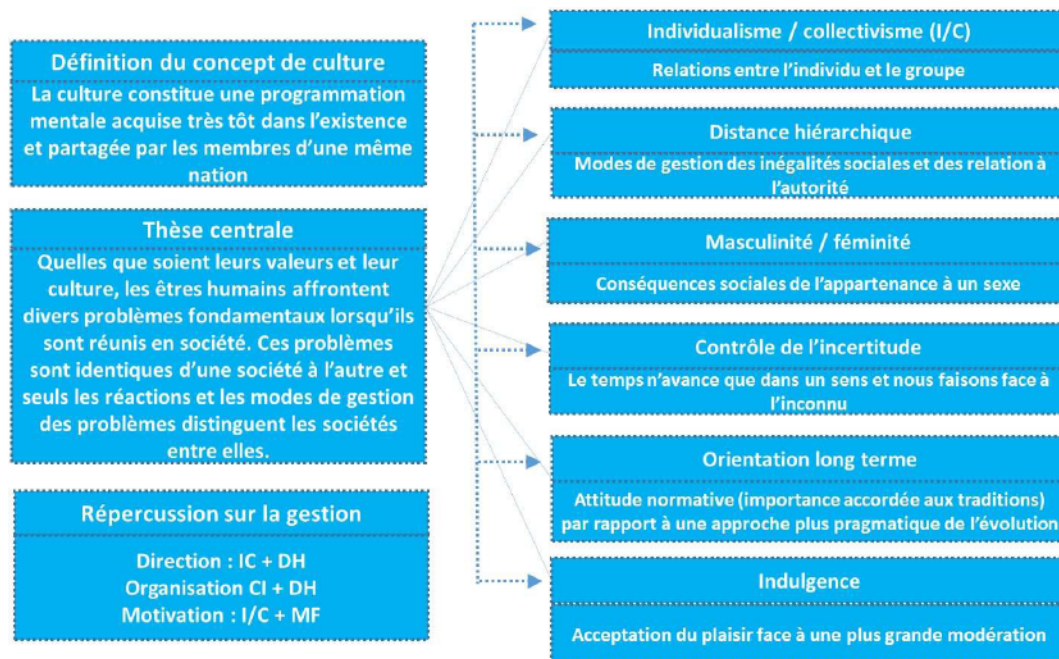 Définition du concept de culture
La culture constitue une programmation
mentale acquise très tôt dans l'existence
et partagée par les membres d'une même
nation
Thèse centrale
Quelles que soient leurs valeurs et leur
culture, les êtres humains affrontent
divers problèmes fondamentaux lorsqu'ils
sont réunis en société. Ces problèmes
sont identiques d'une société à l'autre et
seuls les réactions et les modes de gestion
des problèmes distinguent les sociétés
entre elles.
Répercussion sur la gestion
Direction : IC + DH
Organisation CI + DH
Motivation : I/C + MF
Individualisme / collectivisme (I/C)
Relations entre l'individu et le groupe
Distance hiérarchique
Modes de gestion des inégalités sociales et des relation à
l'autorité
Masculinité / féminité
Conséquences sociales de l'appartenance à un sexe
Contrôle de l'incertitude
Le temps n'avance que dans un sens et nous faisons face à
l'inconnu
Orientation long terme
Attitude normative (importance accordée aux traditions)
par rapport à une approche plus pragmatique de l'évolution
Indulgence
Acceptation du plaisir face à une plus grande modération